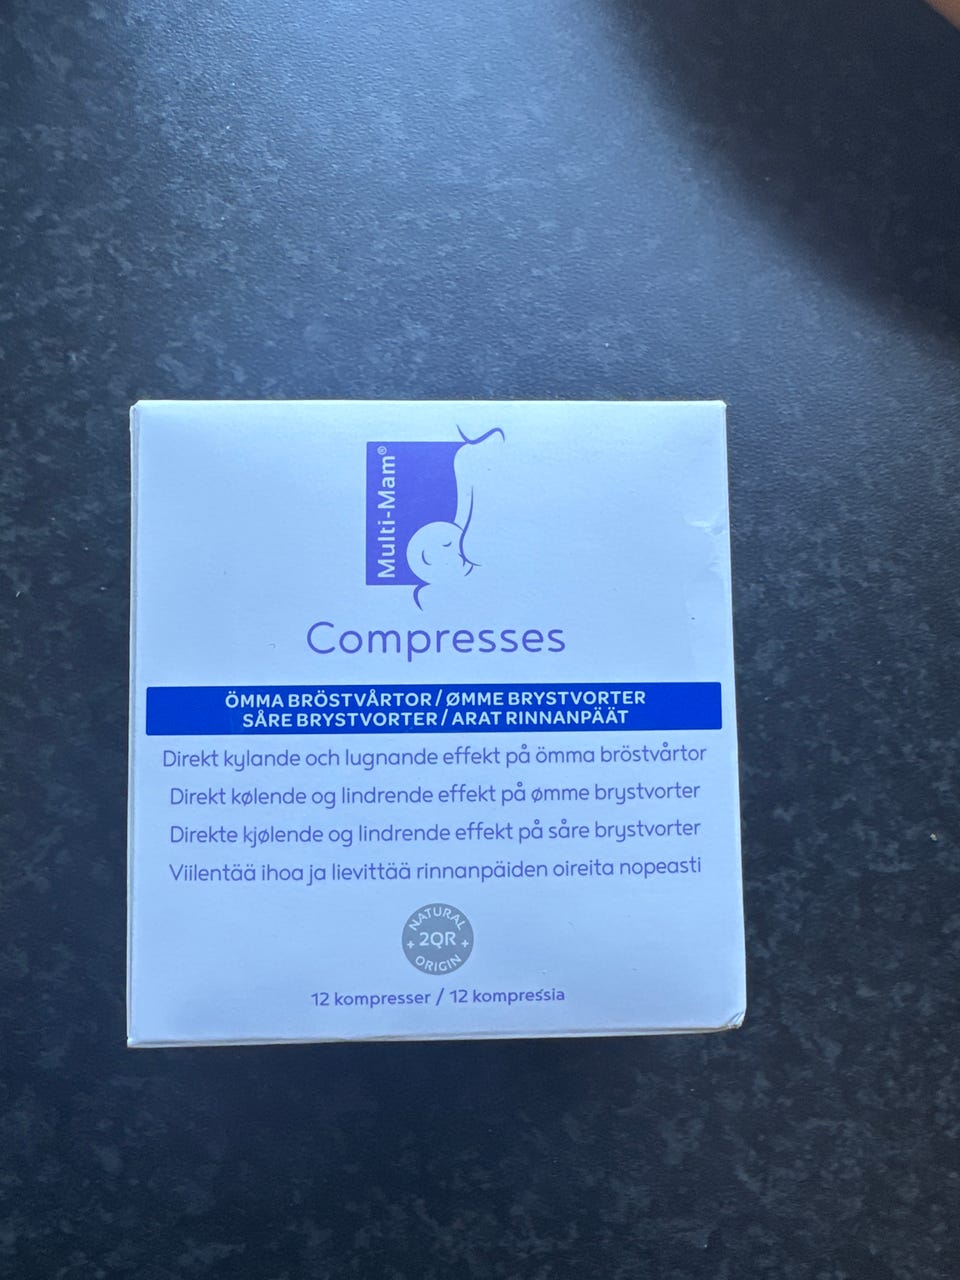 Multi-Mam®
Compresses
ÖMMA BRÖSTVÅRTOR/ØMME BRYSTVORTER
SÅRE BRYSTVORTER/ARAT RINNANPÄÄT
Direkt kylande och lugnande effekt på ömma bröstvårtor
Direkt kølende og lindrende effekt på ømme brystvorter
Direkte kjølende og lindrende effekt på såre brystvorter
Viilentää ihoa ja lievittää rinnanpäiden oireita nopeasti
NATURAL
+ 2QR +
ORIGIN
12 kompresser / 12 kompressia